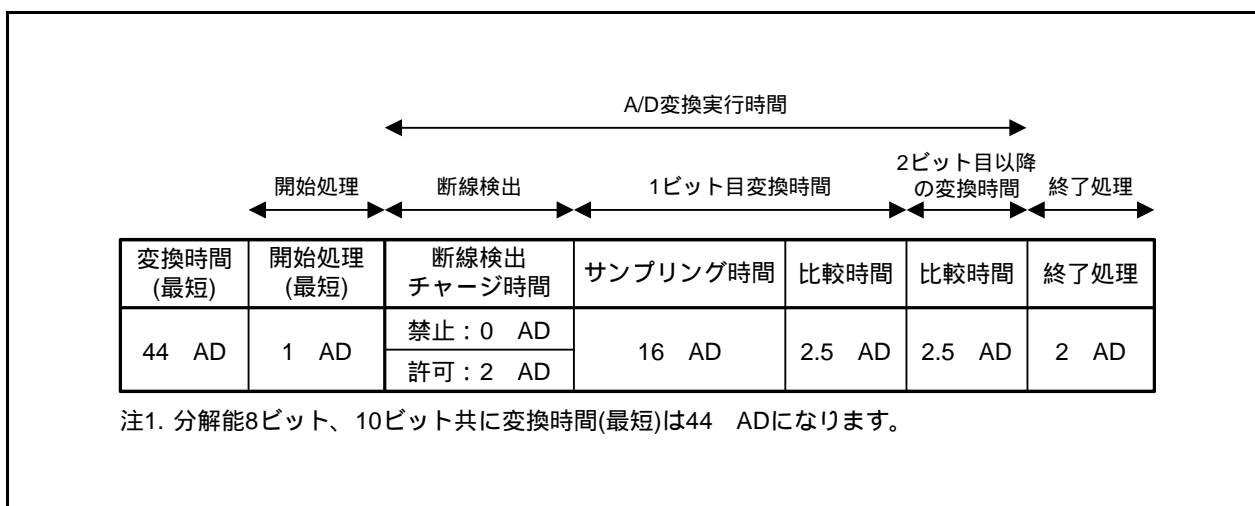 A/D変換実行時間
開始処理
断線検出
1ビット目変換時間
2ビット目以降
の変換時間
終了処理
変換時間
(最短)
開始処理
(最短)
断線検出
チャージ時間
サンプリング時間
比較時間
比較時間
終了処理
44 AD
1 AD
禁止：0 AD
許可：2 AD
16 AD
2.5 AD
2.5 AD
2 AD
注1. 分解能8ビット、10ビット共に変換時間(最短)は44 ADになります。